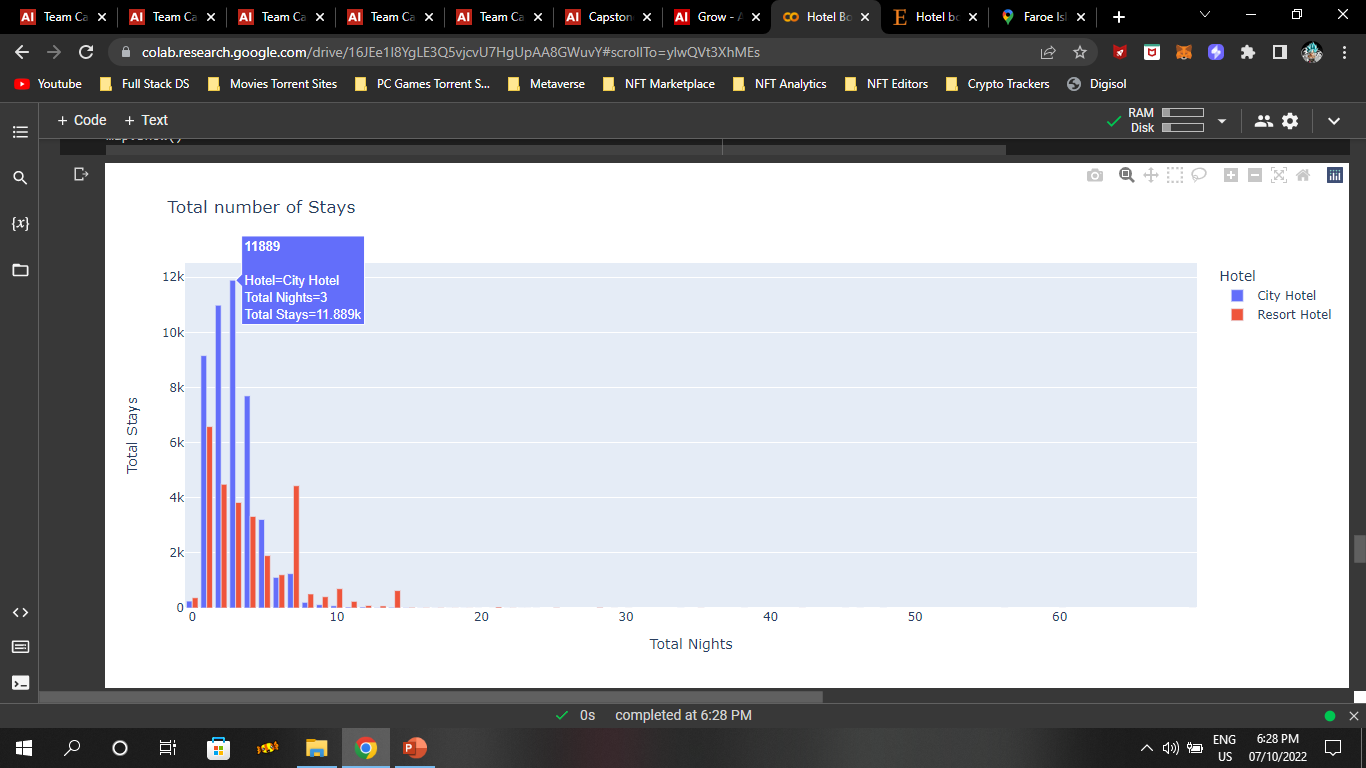 Team Ca
Team Ca
Team Ca
Team Ca
Team Ca
Capston
Grow - A
Hotel Bo
Hotel bo
Faroe Isl
colab.research.google.com/drive/16JEe1I8YgLE3Q5vjcvU7HgUpAA8GWuvY#scrollTo=yIwQVt3XhMEs
Youtube
Full Stack DS
Movies Torrent Sites
PC Games Torrent S...
Metaverse
NFT Marketplace
NFT Analytics
NFT Editors
Crypto Trackers
Digisol
+ Code + Text
RAM
Disk
Total number of Stays
11889
Hotel=City Hotel
Total Nights=3
Total Stays=11.889k
Hotel
City Hotel
Resort Hotel
12k
10k
8k
6k
4k
2k
0
Total Stays
0 10 20 30 40 50 60
Total Nights
0s completed at 6:28 PM
ENG
US
6:28 PM
07/10/2022